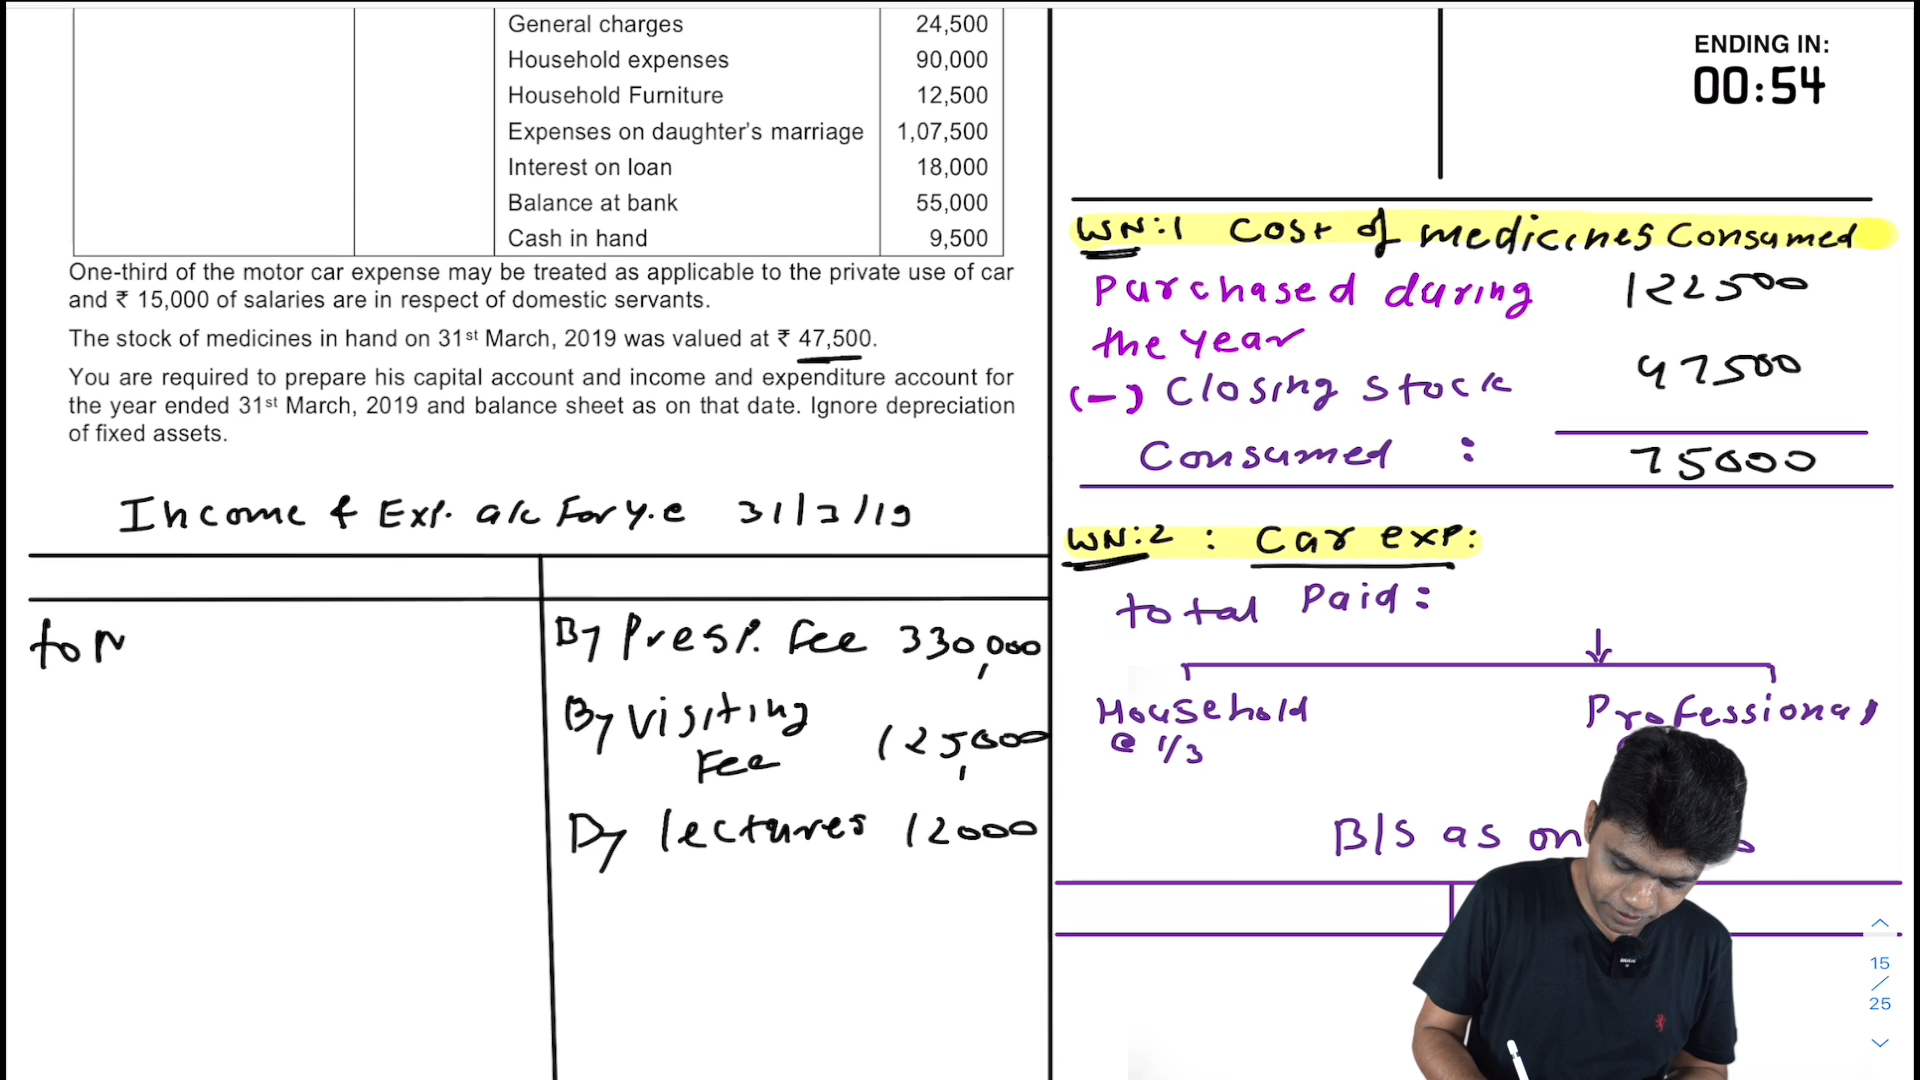 General charges 24,500
Household expenses 90,000
Household Furniture 12,500
Expenses on daughter's marriage 1,07,500
Interest on loan 18,000
Balance at bank 55,000
Cash in hand 9,500
One-third of the motor car expense may be treated as applicable to the private use of car
and ₹ 15,000 of salaries are in respect of domestic servants.
The stock of medicines in hand on 31st March, 2019 was valued at ₹ 47,500.
You are required to prepare his capital account and income and expenditure account for
the year ended 31st March, 2019 and balance sheet as on that date. Ignore depreciation
of fixed assets.
Income & Exp. a/c For y.e 31/3/19
to N
By Presp. Fee 330,000
By Visiting
Fee 125,000
By lectures 12000
ENDING IN:
00:54
WN:1 Cost of medicines Consumed
Purchased during 122500
the year
(-) Closing stock 47500
Consumed : 75000
WN:2 : Car exp:
total Paid:
Household Professional
@ 1/3
B/S as on
15
/
25